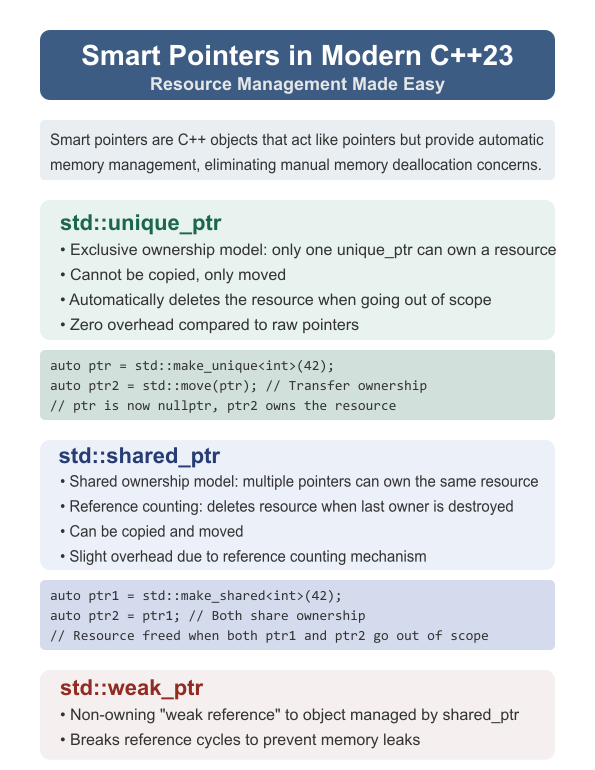 Smart Pointers in Modern C++23
Resource Management Made Easy
Smart pointers are C++ objects that act like pointers but provide automatic
memory management, eliminating manual memory deallocation concerns.
std::unique_ptr
• Exclusive ownership model: only one unique_ptr can own a resource
• Cannot be copied, only moved
• Automatically deletes the resource when going out of scope
• Zero overhead compared to raw pointers
auto ptr = std::make_unique<int>(42);
auto ptr2 = std::move(ptr); // Transfer ownership
// ptr is now nullptr, ptr2 owns the resource
std::shared_ptr
• Shared ownership model: multiple pointers can own the same resource
• Reference counting: deletes resource when last owner is destroyed
• Can be copied and moved
• Slight overhead due to reference counting mechanism
auto ptr1 = std::make_shared<int>(42);
auto ptr2 = ptr1; // Both share ownership
// Resource freed when both ptr1 and ptr2 go out of scope
std::weak_ptr
• Non-owning "weak reference" to object managed by shared_ptr
• Breaks reference cycles to prevent memory leaks